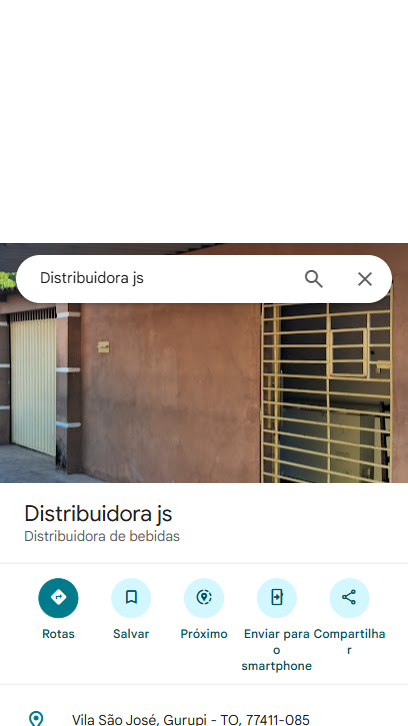 Distribuidora js
Distribuidora js
Distribuidora de bebidas
Rotas
Salvar
Próximo
Enviar para
o
smartphone
Compartilha
r
Vila São José, Gurupi - TO, 77411-085